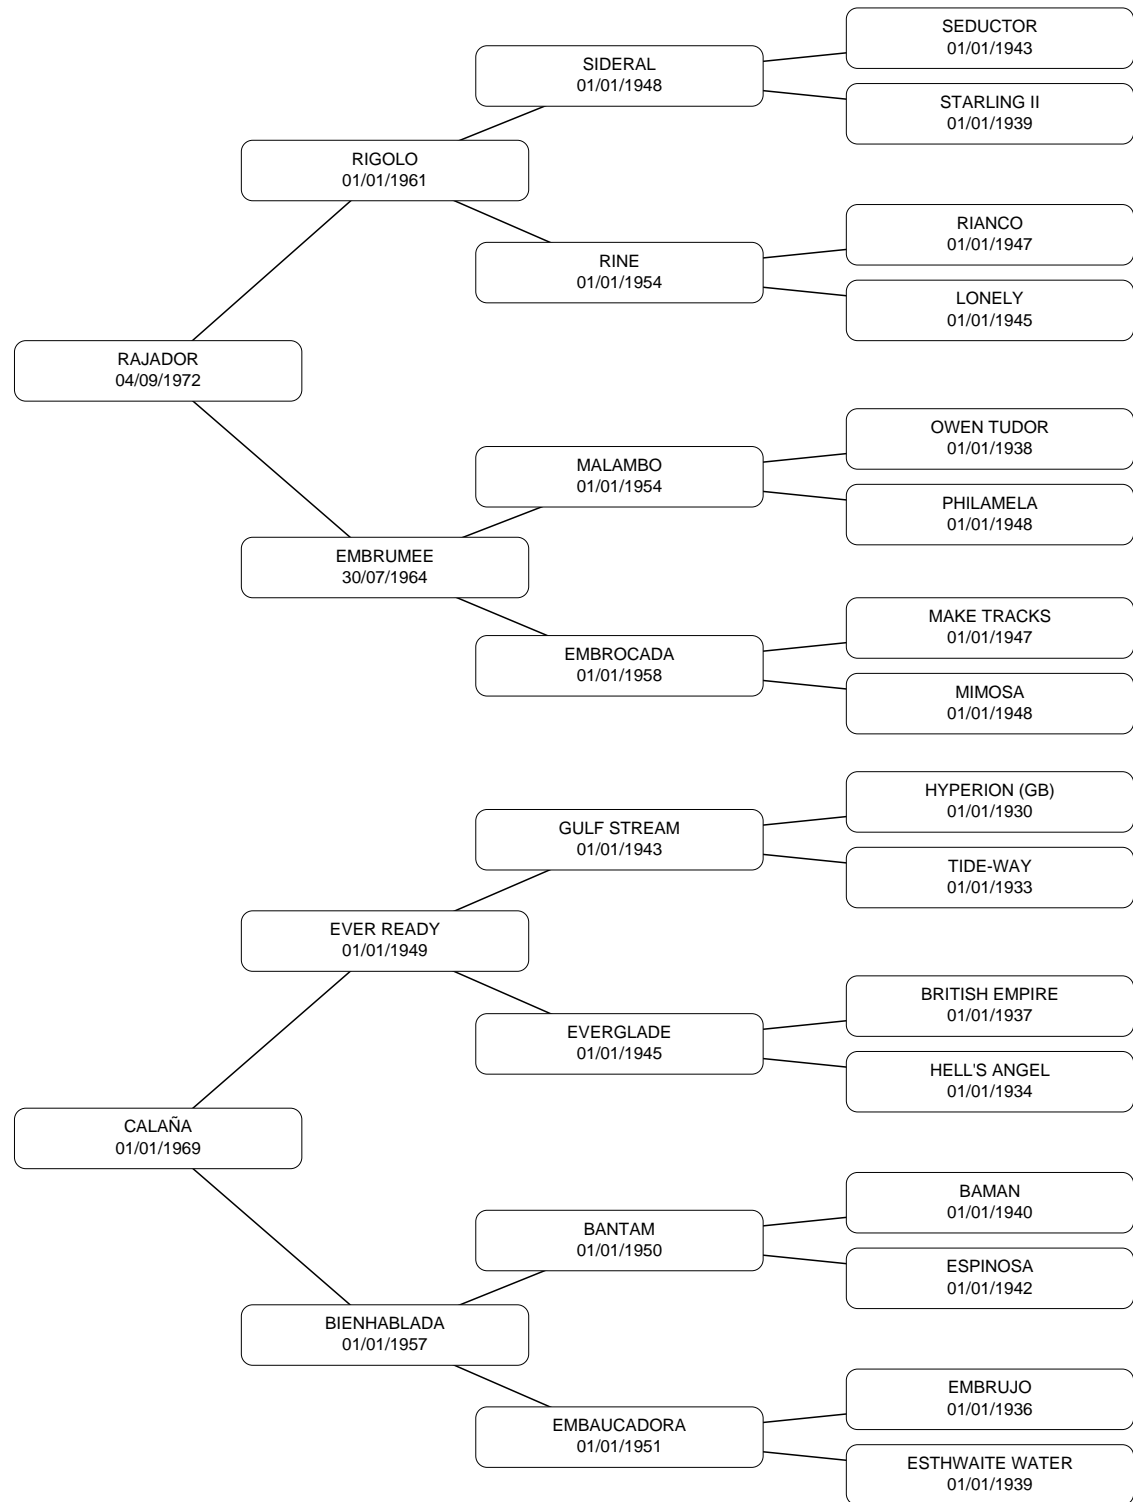 SEDUCTOR
01/01/1943
SIDERAL
01/01/1948
STARLING II
01/01/1939
RIGOLO
01/01/1961
RIANCO
01/01/1947
RINE
01/01/1954
LONELY
01/01/1945
RAJADOR
04/09/1972
OWEN TUDOR
01/01/1938
MALAMBO
01/01/1954
PHILAMELA
01/01/1948
EMBRUMEE
30/07/1964
MAKE TRACKS
01/01/1947
EMBROCADA
01/01/1958
MIMOSA
01/01/1948
HYPERION (GB)
01/01/1930
GULF STREAM
01/01/1943
TIDE-WAY
01/01/1933
EVER READY
01/01/1949
BRITISH EMPIRE
01/01/1937
EVERGLADE
01/01/1945
HELL'S ANGEL
01/01/1934
CALAÑA
01/01/1969
BAMAN
01/01/1940
BANTAM
01/01/1950
ESPINOSA
01/01/1942
BIENHABLADA
01/01/1957
EMBRUJO
01/01/1936
EMBAUCADORA
01/01/1951
ESTHWAITE WATER
01/01/1939